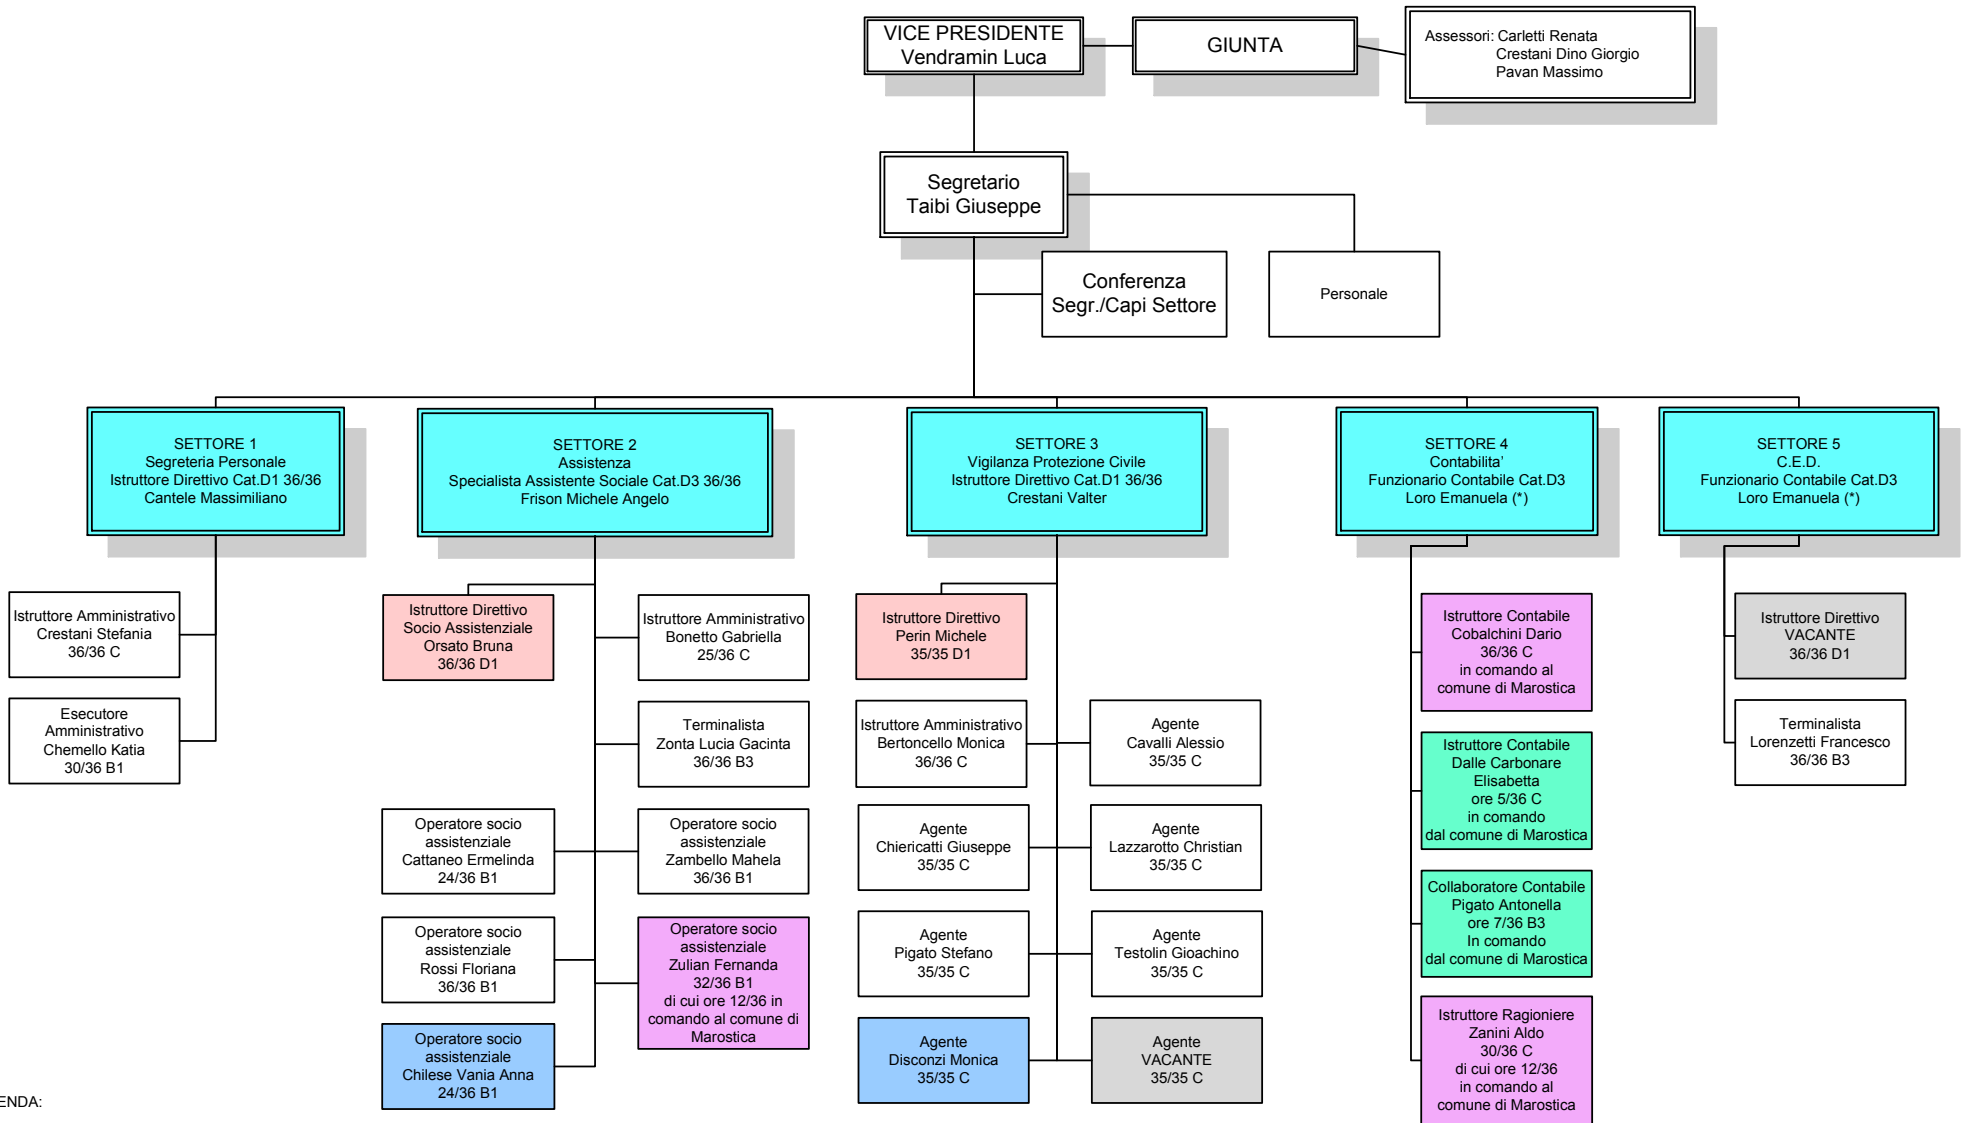 VICE PRESIDENTE
Vendramin Luca
GIUNTA
Assessori: Carletti Renata
Crestani Dino Giorgio
Pavan Massimo
Segretario
Taibi Giuseppe
Conferenza
Segr./Capi Settore
Personale
SETTORE 1
Segreteria Personale
Istruttore Direttivo Cat.D1 36/36
Cantele Massimiliano
SETTORE 2
Assistenza
Specialista Assistente Sociale Cat.D3 36/36
Frison Michele Angelo
SETTORE 3
Vigilanza Protezione Civile
Istruttore Direttivo Cat.D1 36/36
Crestani Valter
SETTORE 4
Contabilita’
Funzionario Contabile Cat.D3
Loro Emanuela (*)
SETTORE 5
C.E.D.
Funzionario Contabile Cat.D3
Loro Emanuela (*)
Istruttore Amministrativo
Crestani Stefania
36/36 C
Esecutore
Amministrativo
Chemello Katia
30/36 B1
Istruttore Direttivo
Socio Assistenziale
Orsato Bruna
36/36 D1
Istruttore Amministrativo
Bonetto Gabriella
25/36 C
Terminalista
Zonta Lucia Gacinta
36/36 B3
Operatore socio
assistenziale
Cattaneo Ermelinda
24/36 B1
Operatore socio
assistenziale
Zambello Mahela
36/36 B1
Operatore socio
assistenziale
Rossi Floriana
36/36 B1
Operatore socio
assistenziale
Zulian Fernanda
32/36 B1
di cui ore 12/36 in
comando al comune di
Marostica
Operatore socio
assistenziale
Chilese Vania Anna
24/36 B1
Istruttore Direttivo
Perin Michele
35/35 D1
Istruttore Amministrativo
Bertoncello Monica
36/36 C
Agente
Cavalli Alessio
35/35 C
Agente
Chiericatti Giuseppe
35/35 C
Agente
Lazzarotto Christian
35/35 C
Agente
Pigato Stefano
35/35 C
Agente
Testolin Gioachino
35/35 C
Agente
Disconzi Monica
35/35 C
Agente
VACANTE
35/35 C
Istruttore Contabile
Cobalchini Dario
36/36 C
in comando al
comune di Marostica
Istruttore Contabile
Dalle Carbonare
Elisabetta
ore 5/36 C
in comando
dal comune di Marostica
Collaboratore Contabile
Pigato Antonella
ore 7/36 B3
In comando
dal comune di Marostica
Istruttore Ragioniere
Zanini Aldo
30/36 C
di cui ore 12/36
in comando al
comune di Marostica
Istruttore Direttivo
VACANTE
36/36 D1
Terminalista
Lorenzetti Francesco
36/36 B3
ENDA: